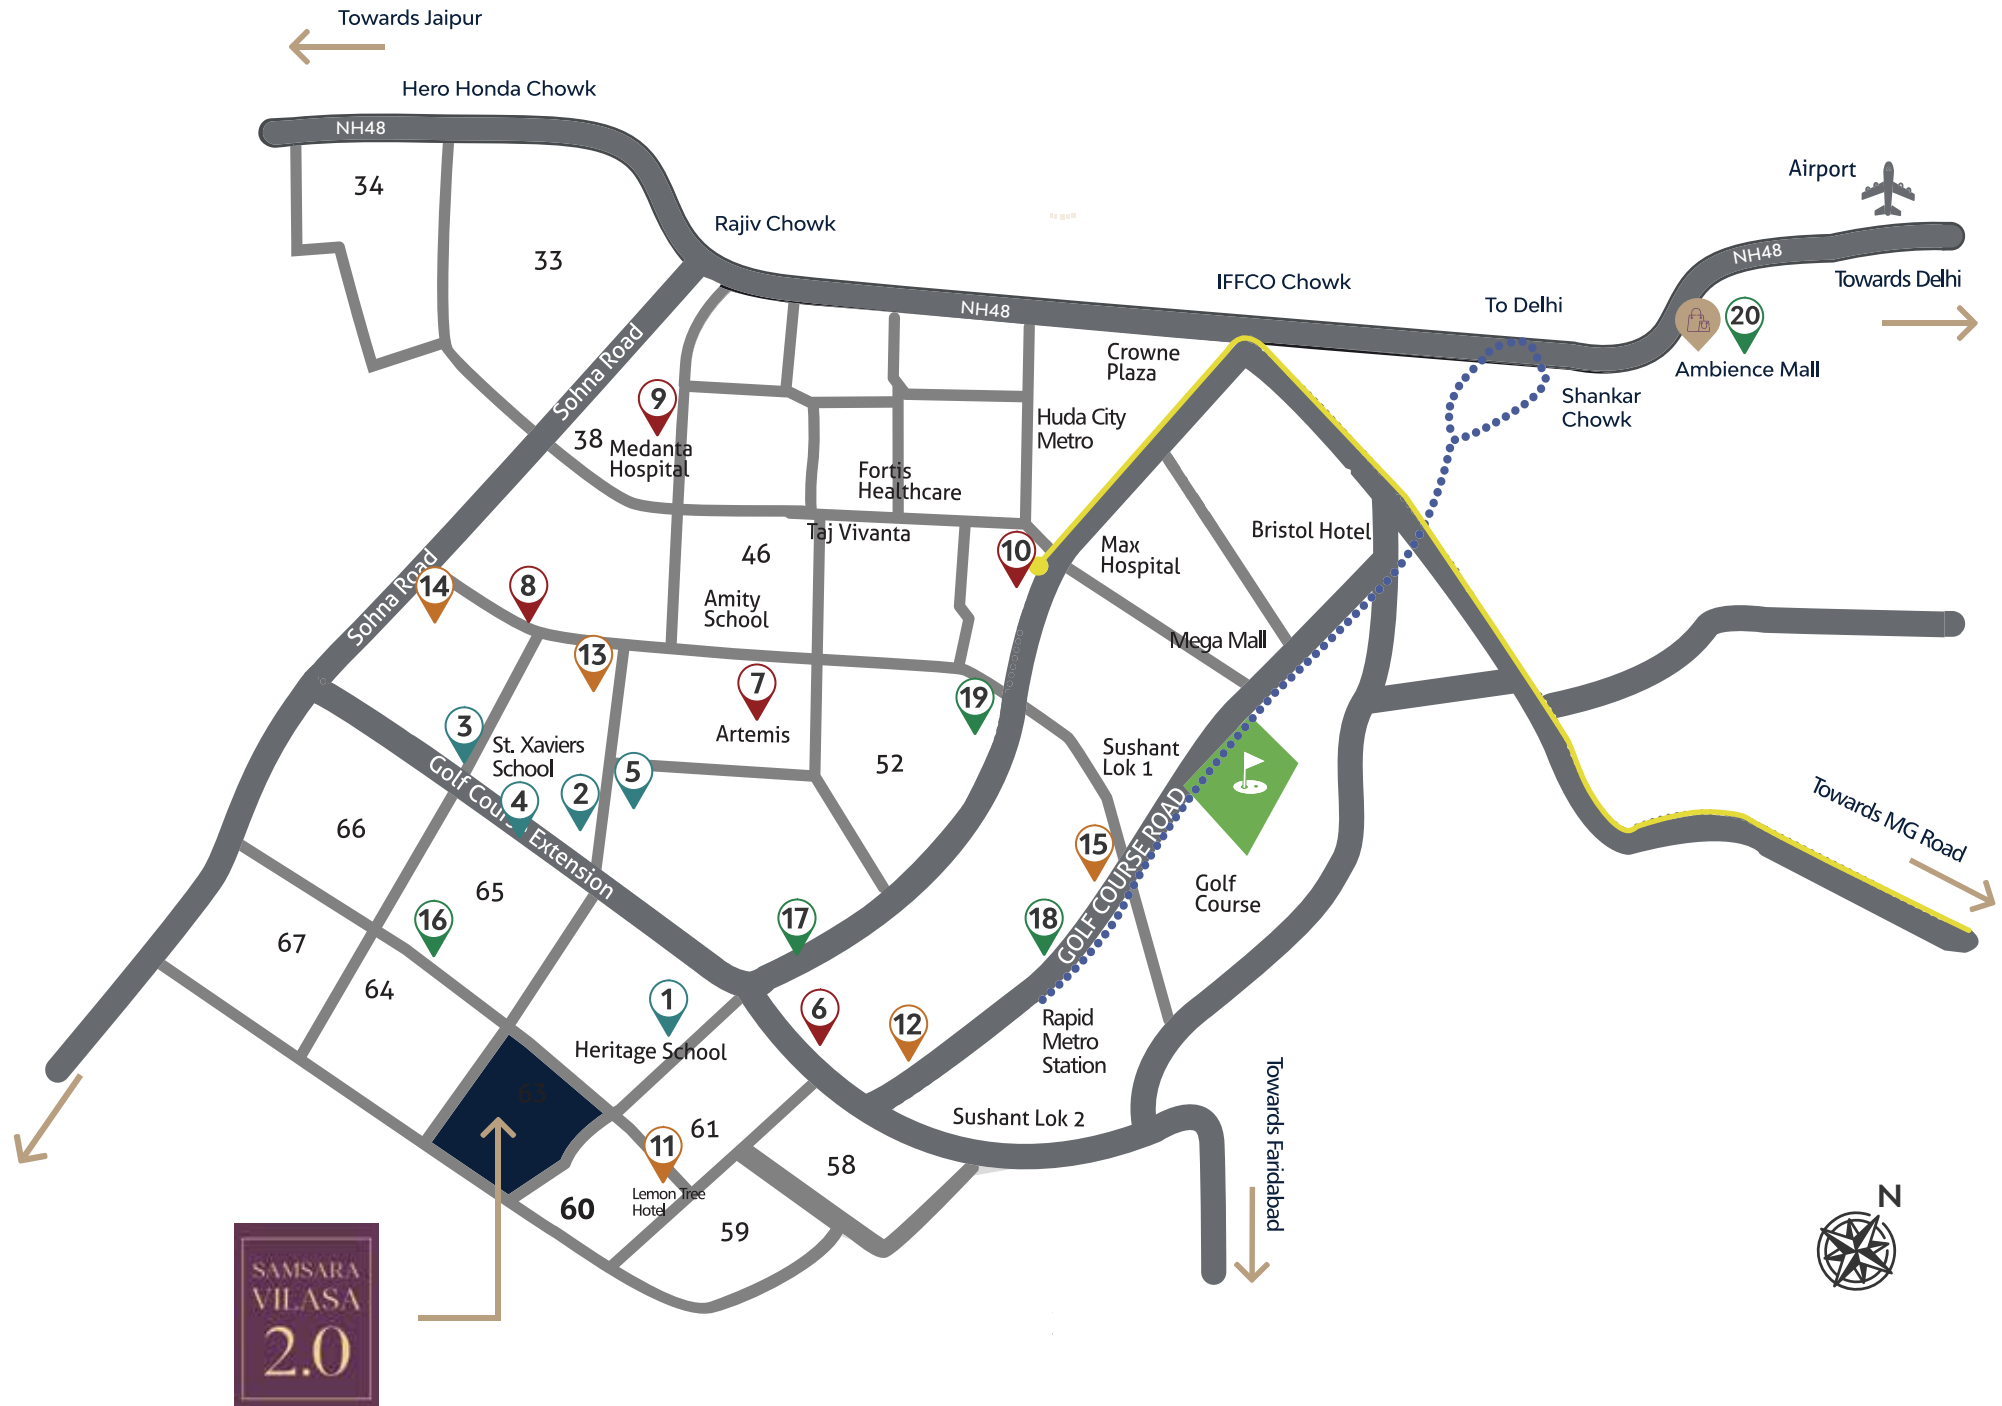 Towards Jaipur
Hero Honda Chowk
NH48
34
33
Rajiv Chowk
Airport
NH48
Towards Delhi
IFFCO Chowk
To Delhi
NH48
20
Ambience Mall
Shankar
Chowk
Crowne
Plaza
Sohna Road
9
38
Medanta
Hospital
Huda City
Metro
Fortis
Healthcare
Taj Vivanta
Bristol Hotel
10
Max
Hospital
46
Sohna Road
14
8
Amity
School
Mega Mall
13
7
Artemis
19
3
St. Xaviers
School
5
2
4
Golf Course Extension
52
Sushant
Lok 1
Towards MG Road
66
15
GOLF COURSE ROAD
Golf
Course
65
16
17
18
67
64
1
6
12
Heritage School
Rapid
Metro
Station
63
61
11
Sushant Lok 2
Towards Faridabad
58
Lemon Tree
Hotel
60
59
N
SAMSARA
VILASA
2.0